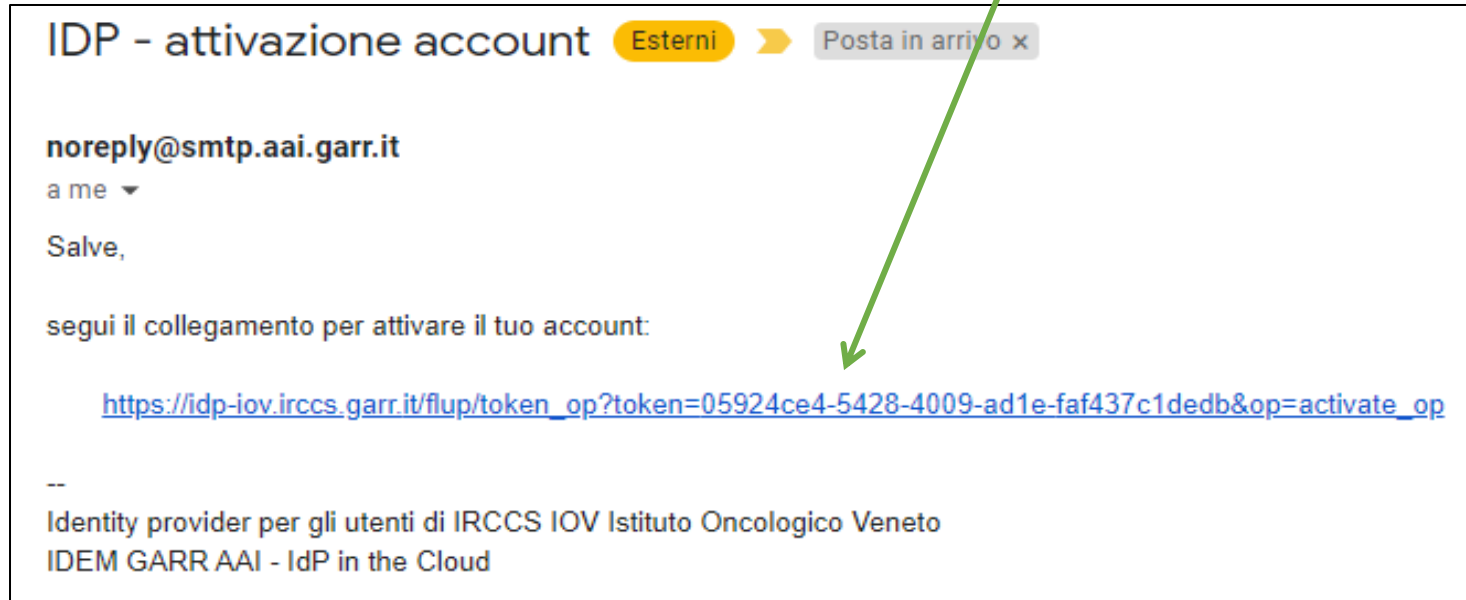 IDP - attivazione account Esterni Posta in arrivo x
noreply@smtp.aai.garr.it
a me
Salve,
segui il collegamento per attivare il tuo account:
https://idp-iov.irccs.garr.it/flup/token_op?token=05924ce4-5428-4009-ad1e-faf437c1dedb&op=activate_op
--
Identity provider per gli utenti di IRCCS IOV Istituto Oncologico Veneto
IDEM GARR AAI - IdP in the Cloud